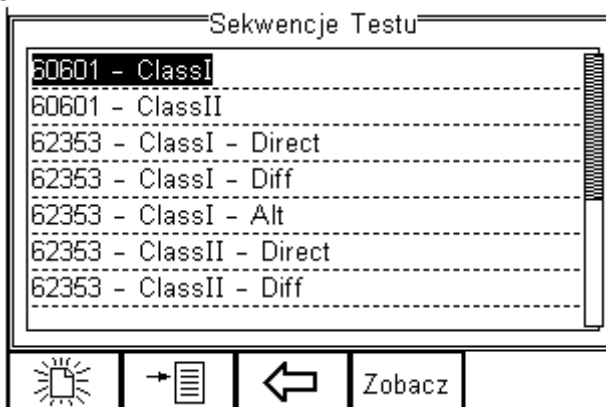 Sekwencje Testu
60601 - ClassI
60601 - ClassII
62353 - ClassI - Direct
62353 - ClassI - Diff
62353 - ClassI - Alt
62353 - ClassII - Direct
62353 - ClassII - Diff
Zobacz